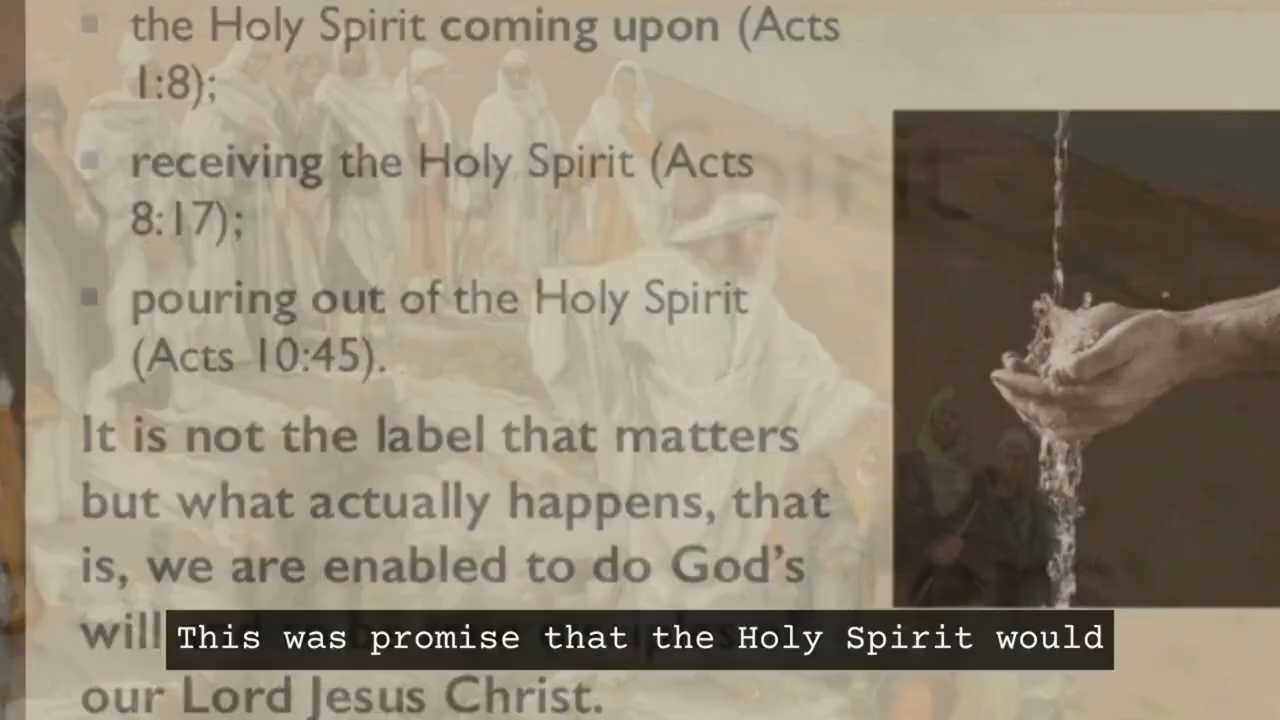 the Holy Spirit coming upon (Acts
1:8);
receiving the Holy Spirit (Acts
8:17);
pouring out of the Holy Spirit
(Acts 10:45).
It is not the label that matters
but what actually happens, that
is, we are enabled to do God's
will
This was promise that the Holy Spirit would
our Lord Jesus Christ.